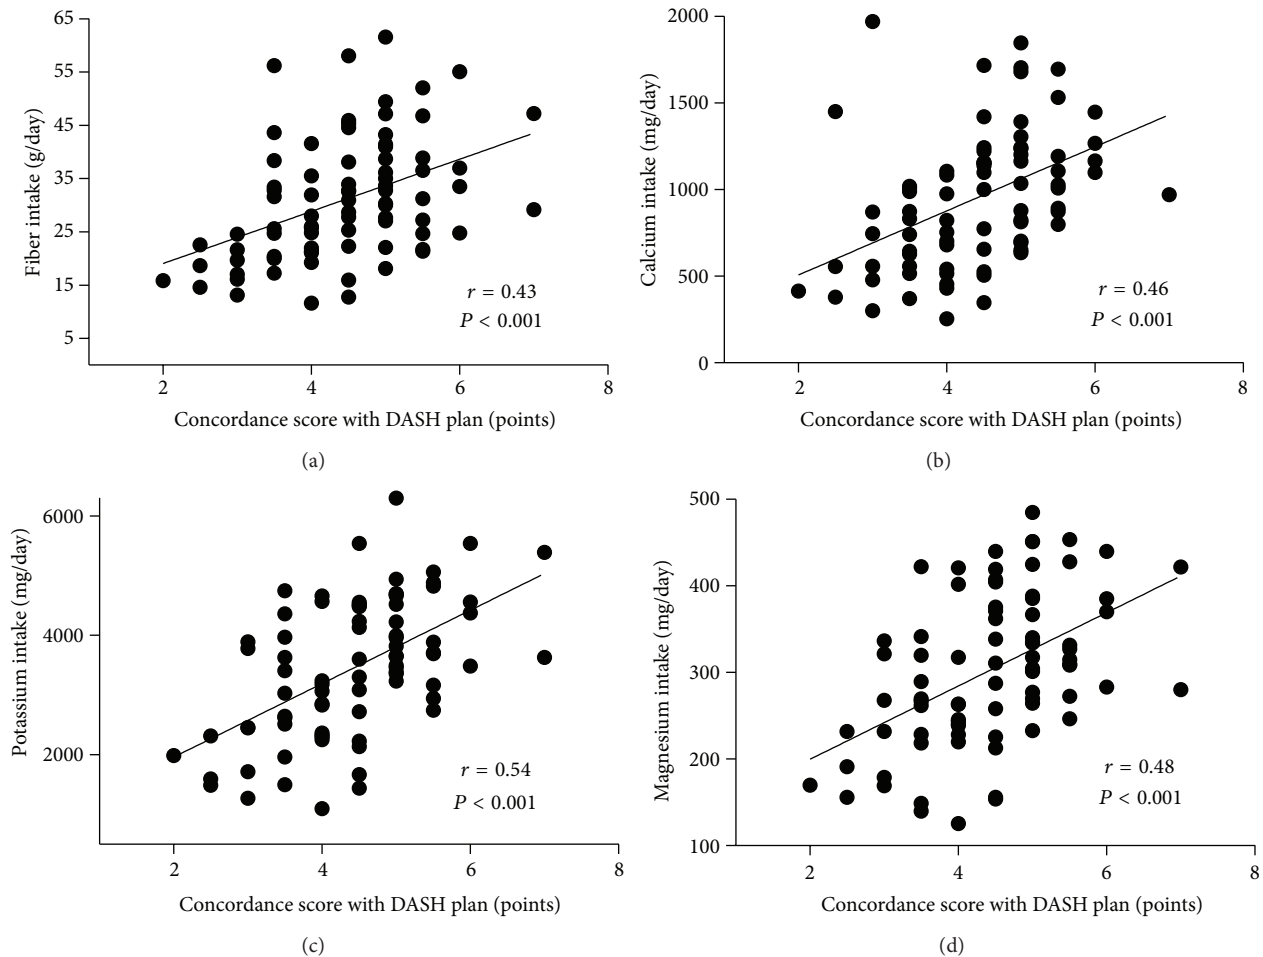 65
55
45
35
25
15
5
Fiber intake (g/day)
r = 0.43
P < 0.001
2 4 6 8
Concordance score with DASH plan (points)
(a)
2000
1500
1000
500
0
Calcium intake (mg/day)
r = 0.46
P < 0.001
2 4 6 8
Concordance score with DASH plan (points)
(b)
6000
4000
2000
Potassium intake (mg/day)
r = 0.54
P < 0.001
2 4 6 8
Concordance score with DASH plan (points)
(c)
500
400
300
200
100
Magnesium intake (mg/day)
r = 0.48
P < 0.001
2 4 6 8
Concordance score with DASH plan (points)
(d)